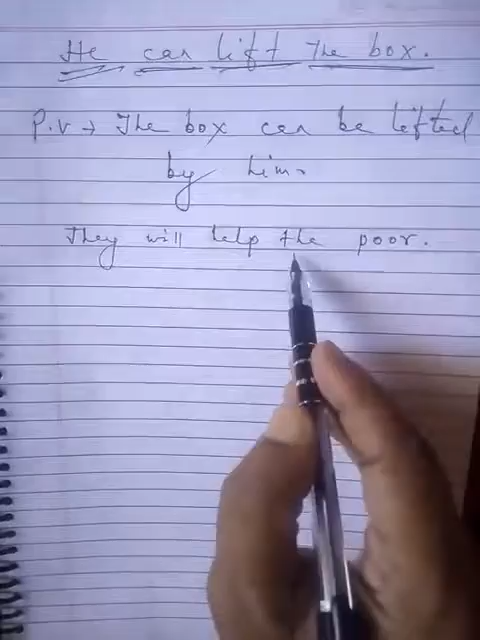 He can lift the box.
P.V → The box can be lifted
by him.
They will help the poor.